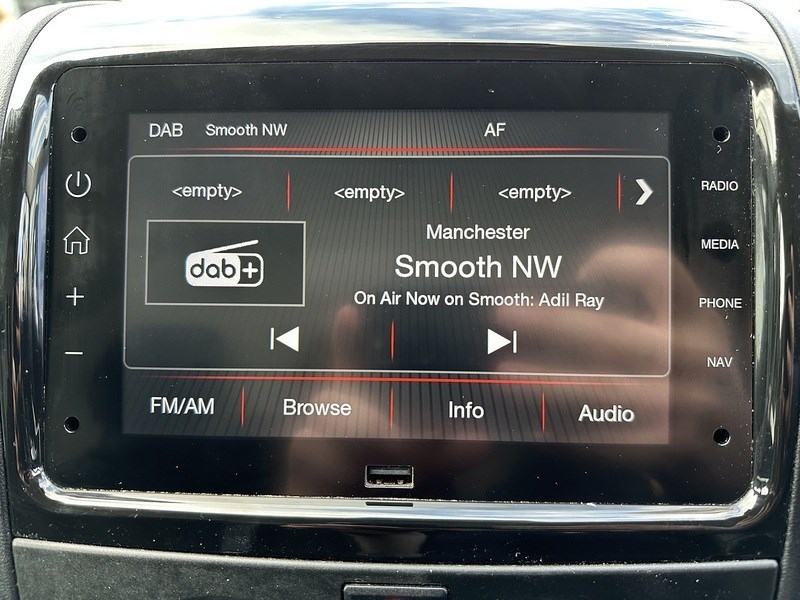 DAB Smooth NW AF
<empty> <empty> <empty>
RADIO
MEDIA
PHONE
NAV
dab+
Manchester
Smooth NW
On Air Now on Smooth: Adil Ray
FM/AM Browse Info Audio